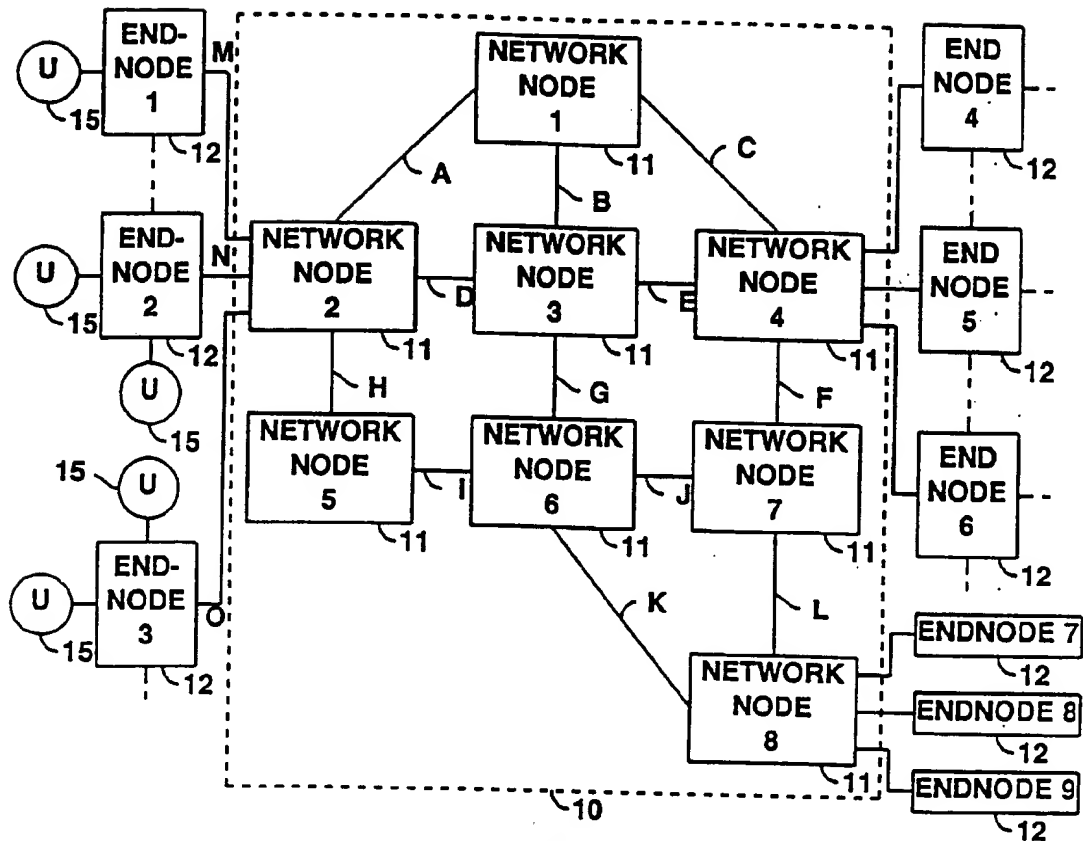 U
15
END-
NODE
1
12
M
U
15
END-
NODE
2
12
N
U
15
15
U
U
15
END-
NODE
3
12
O
NETWORK
NODE
1
11
A
B
C
NETWORK
NODE
2
11
D
NETWORK
NODE
3
11
E
NETWORK
NODE
4
11
H
G
F
NETWORK
NODE
5
11
I
NETWORK
NODE
6
11
J
NETWORK
NODE
7
11
K
L
NETWORK
NODE
8
11
10
END
NODE
4
12
END
NODE
5
12
END
NODE
6
12
ENDNODE 7
12
ENDNODE 8
12
ENDNODE 9
12